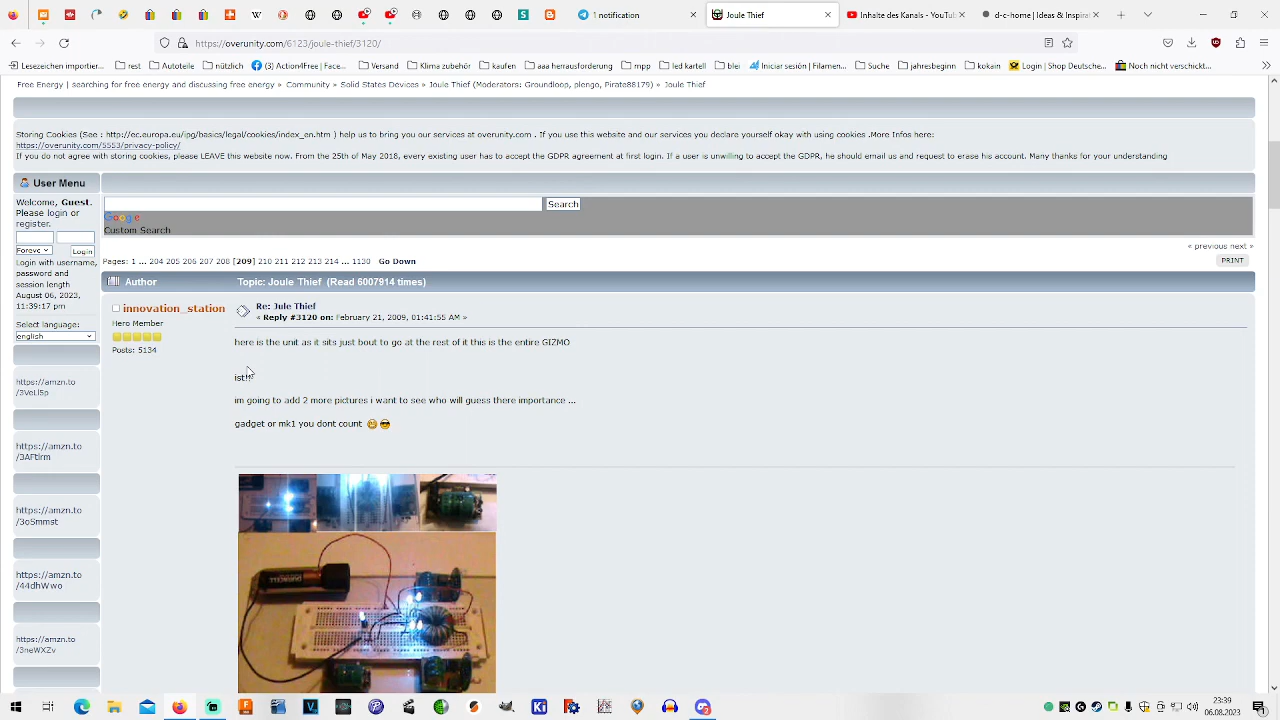 1 notification
Joule Thief
Inhalte des Kanals - YouTub
d-c-home | Ideas | Inspir
https://overunity.com/6123/joule-thief/3120/
Lesezeichen importier... rest Autoteile nützlich (3) Action4Free | Face... Versand Klima zubehör kaufen aaa herausforderung mpp led kartell blei Iniciar sesión | Filamen... Suche jahresbeginn kokain Login | Shop Deutsche... Noch nicht verschickt...
Free Energy | searching for free energy and discussing free energy » Community » Solid States Devices » Joule Thief (Moderators: Groundloop, plengo, Pirate88179) » Joule Thief
Storing Cookies (See : http://ec.europa.eu/ipg/basics/legal/cookies/index_en.htm ) help us to bring you our services at overunity.com . If you use this website and our services you declare yourself okay with using cookies .More Infos here:
https://overunity.com/5553/privacy-policy/
If you do not agree with storing cookies, please LEAVE this website now. From the 25th of May 2018, every existing user has to accept the GDPR agreement at first login. If a user is unwilling to accept the GDPR, he should email us and request to erase his account. Many thanks for your understanding
User Menu
Welcome, Guest.
Please login or
register.
Login
Login with username,
password and
session length
August 06, 2023,
11:39:17 pm
Select language:
english
https://amzn.to
/3VeLl5p
https://amzn.to
/3AFtirm
https://amzn.to
/3o5mmst
https://amzn.to
/44dhWwo
https://amzn.to
Search
Google
Custom Search
« previous next »
Pages: 1 ... 204 205 206 207 208 [209] 210 211 212 213 214 ... 1130 Go Down
PRINT
Author Topic: Joule Thief (Read 6007914 times)
innovation_station
Hero Member
Posts: 5134
Re: Jule Thief
« Reply #3120 on: February 21, 2009, 01:41:55 AM »
here is the unit as it sits just bout to go at the rest of it this is the entire GIZMO
ist!!
im going to add 2 more pictures i want to see who will guess there importance ...
gadget or mk1 you dont count
DURACELL
23:39
06.08.2023